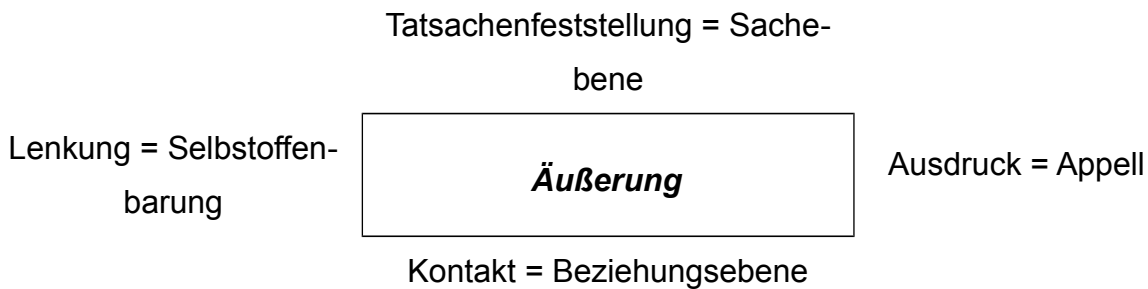 Tatsachenfeststellung = Sache-
bene
Lenkung = Selbstoffen-
barung
Äußerung
Ausdruck = Appell
Kontakt = Beziehungsebene